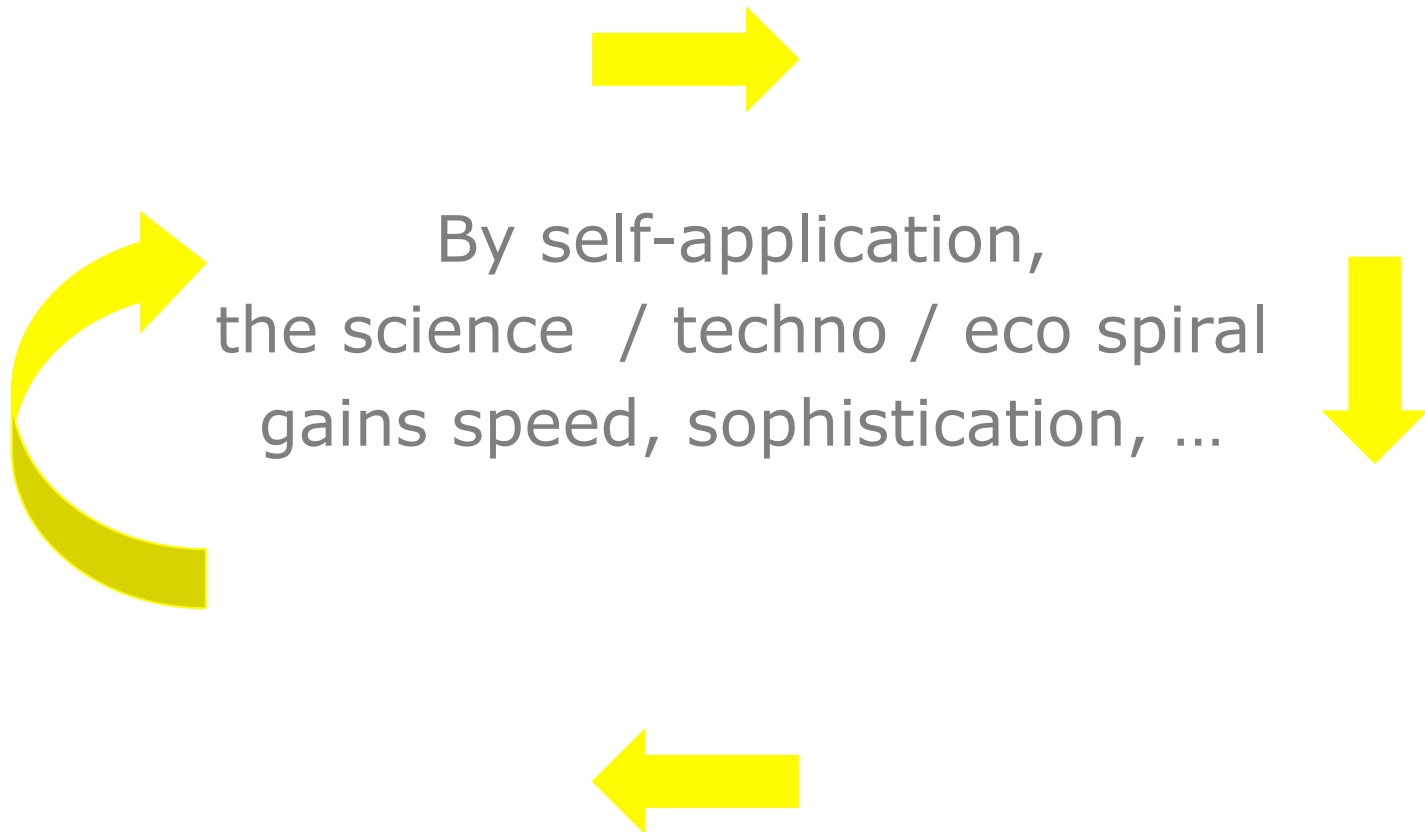 By self-application,
the science / techno / eco spiral
gains speed, sophistication, …